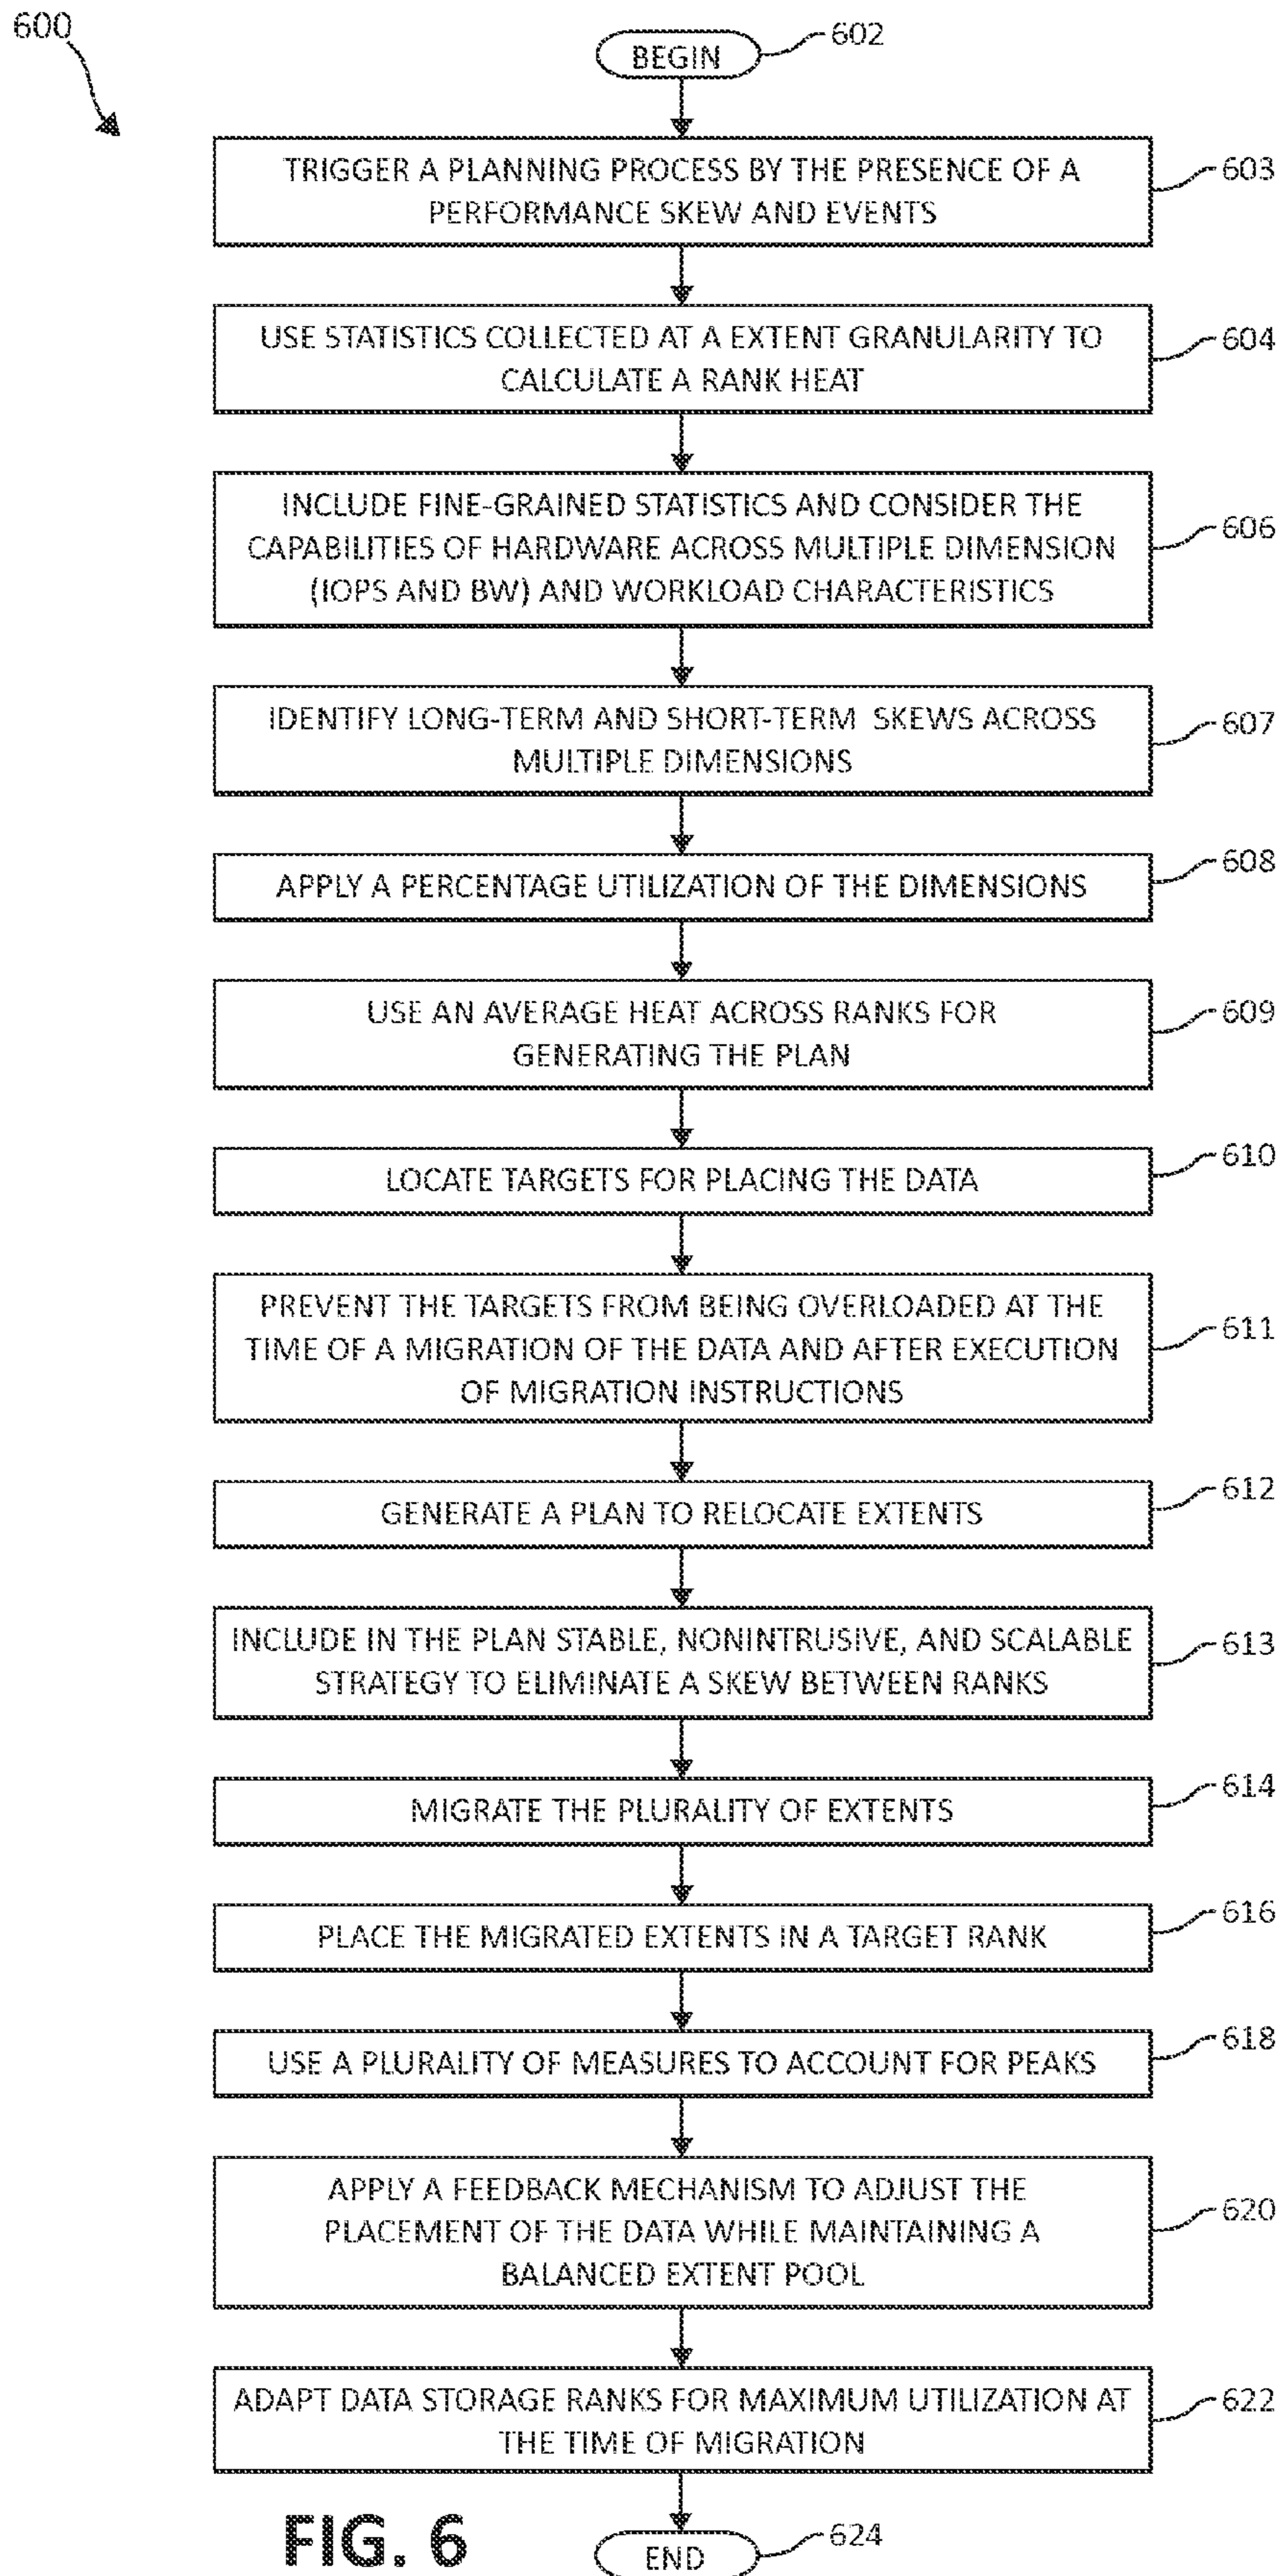 600
BEGIN
602
TRIGGER A PLANNING PROCESS BY THE PRESENCE OF A
PERFORMANCE SKEW AND EVENTS
603
USE STATISTICS COLLECTED AT A EXTENT GRANULARITY TO
CALCULATE A RANK HEAT
604
INCLUDE FINE-GRAINED STATISTICS AND CONSIDER THE
CAPABILITIES OF HARDWARE ACROSS MULTIPLE DIMENSION
(IOPS AND BW) AND WORKLOAD CHARACTERISTICS
606
IDENTIFY LONG-TERM AND SHORT-TERM SKEWS ACROSS
MULTIPLE DIMENSIONS
607
APPLY A PERCENTAGE UTILIZATION OF THE DIMENSIONS
608
USE AN AVERAGE HEAT ACROSS RANKS FOR
GENERATING THE PLAN
609
LOCATE TARGETS FOR PLACING THE DATA
610
PREVENT THE TARGETS FROM BEING OVERLOADED AT THE
TIME OF A MIGRATION OF THE DATA AND AFTER EXECUTION
OF MIGRATION INSTRUCTIONS
611
GENERATE A PLAN TO RELOCATE EXTENTS
612
INCLUDE IN THE PLAN STABLE, NONINTRUSIVE, AND SCALABLE
STRATEGY TO ELIMINATE A SKEW BETWEEN RANKS
613
MIGRATE THE PLURALITY OF EXTENTS
614
PLACE THE MIGRATED EXTENTS IN A TARGET RANK
616
USE A PLURALITY OF MEASURES TO ACCOUNT FOR PEAKS
618
APPLY A FEEDBACK MECHANISM TO ADJUST THE
PLACEMENT OF THE DATA WHILE MAINTAINING A
BALANCED EXTENT POOL
620
ADAPT DATA STORAGE RANKS FOR MAXIMUM UTILIZATION AT
THE TIME OF MIGRATION
622
FIG. 6
END
624